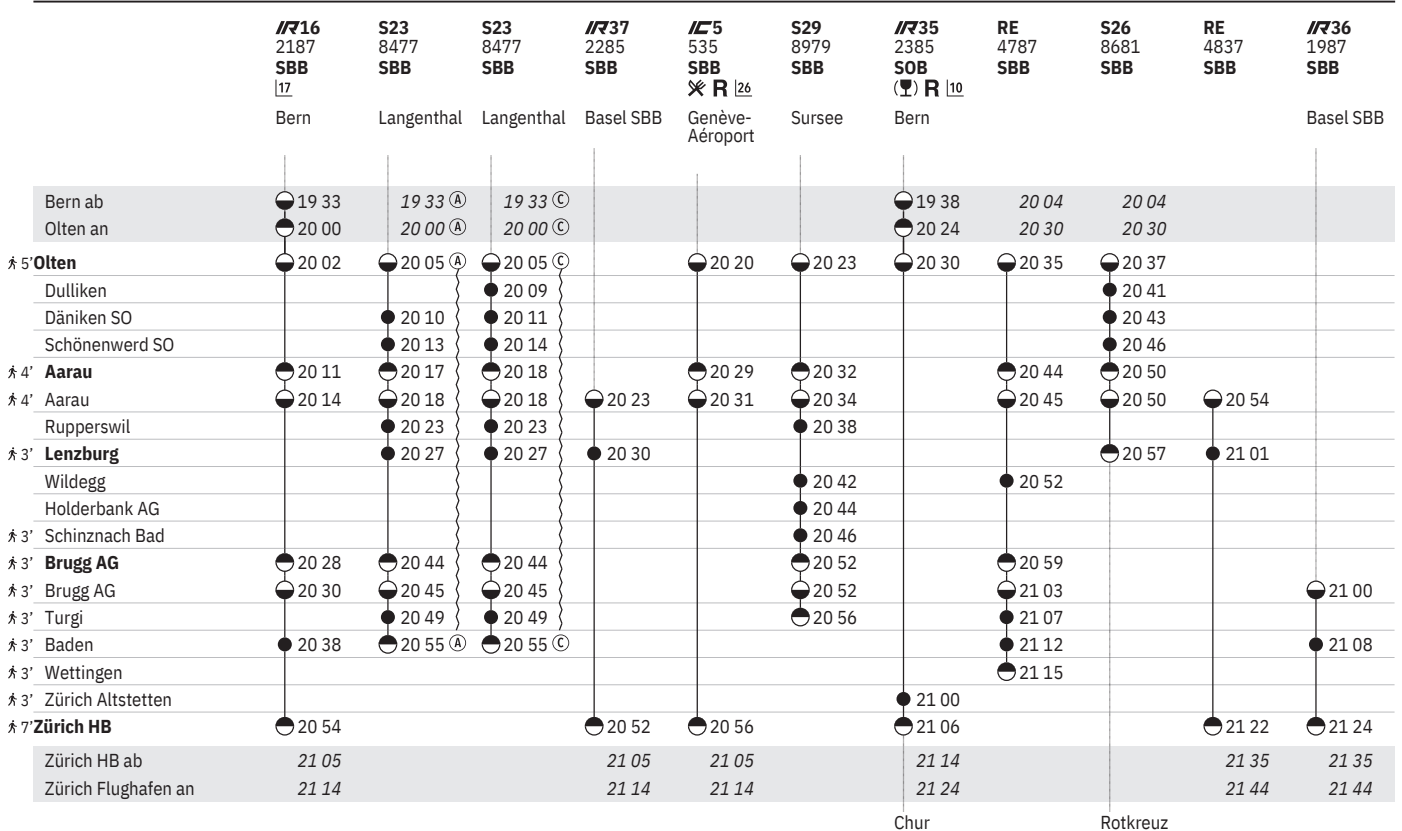 IR16 S23 S23 IR37 IC5 S29 IR35 RE S26 RE IR36
2187 8477 8477 2285 535 8979 2385 4787 8681 4837 1987
SBB SBB SBB SBB SBB SBB SOB SBB SBB SBB SBB
17 R 26 R 10
Bern Langenthal Langenthal Basel SBB Genève- Sursee Bern Basel SBB
Aéroport
Bern ab 19 33 19 33 A 19 33 C 19 38 20 04 20 04
Olten an 20 00 20 00 A 20 00 C 20 24 20 30 20 30
5' Olten 20 02 20 05 A 20 05 C 20 20 20 23 20 30 20 35 20 37
Dulliken 20 09 20 41
Däniken SO 20 10 20 11 20 43
Schönenwerd SO 20 13 20 14 20 46
4' Aarau 20 11 20 17 20 18 20 29 20 32 20 44 20 50
4' Aarau 20 14 20 18 20 18 20 23 20 31 20 34 20 45 20 50 20 54
Rupperswil 20 23 20 23 20 38
3' Lenzburg 20 27 20 27 20 30 20 57 21 01
Wildegg 20 42 20 52
Holderbank AG 20 44
3' Schinznach Bad 20 46
3' Brugg AG 20 28 20 44 20 44 20 52 20 59
3' Brugg AG 20 30 20 45 20 45 20 52 21 03 21 00
3' Turgi 20 49 20 49 20 56 21 07
3' Baden 20 38 20 55 A 20 55 C 21 12 21 08
3' Wettingen 21 15
3' Zürich Altstetten 21 00
7' Zürich HB 20 54 20 52 20 56 21 06 21 22 21 24
Zürich HB ab 21 05 21 05 21 05 21 14 21 35 21 35
Zürich Flughafen an 21 14 21 14 21 14 21 24 21 44 21 44
Chur Rotkreuz